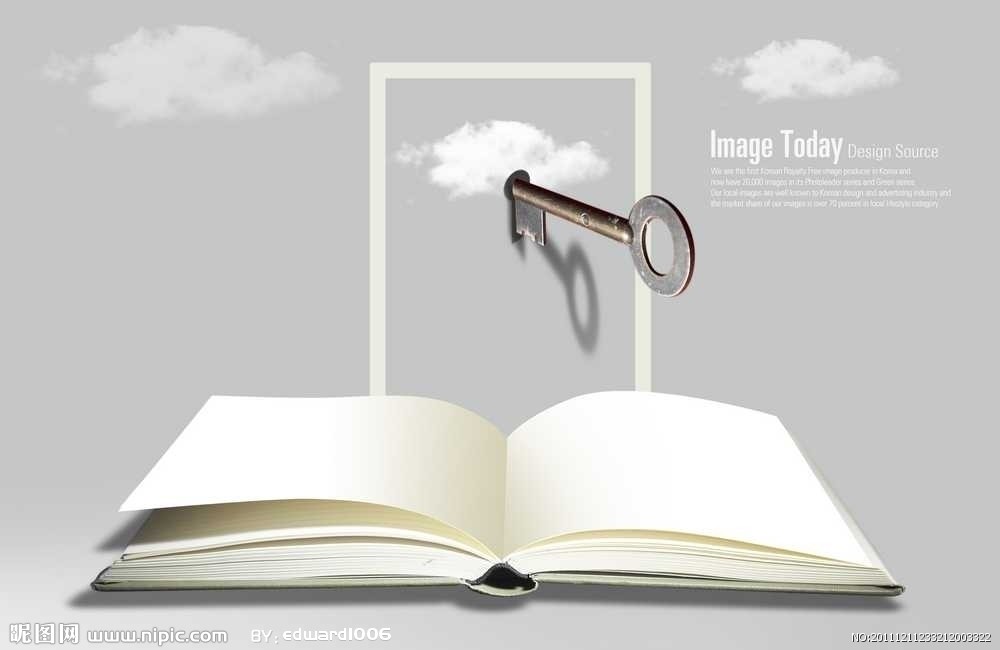 Image Today Design Source
We are the first Korean Royalty Free image producer in Korea and
now have 20,000 images in its Photoleader series and Green series.
Our local images are well known to Korean design and advertising industry and
the market share of our images is over 70 percent in local lifestyle category.
昵图网 www.nipic.com BY: edward1006
NO:20111211233212003322